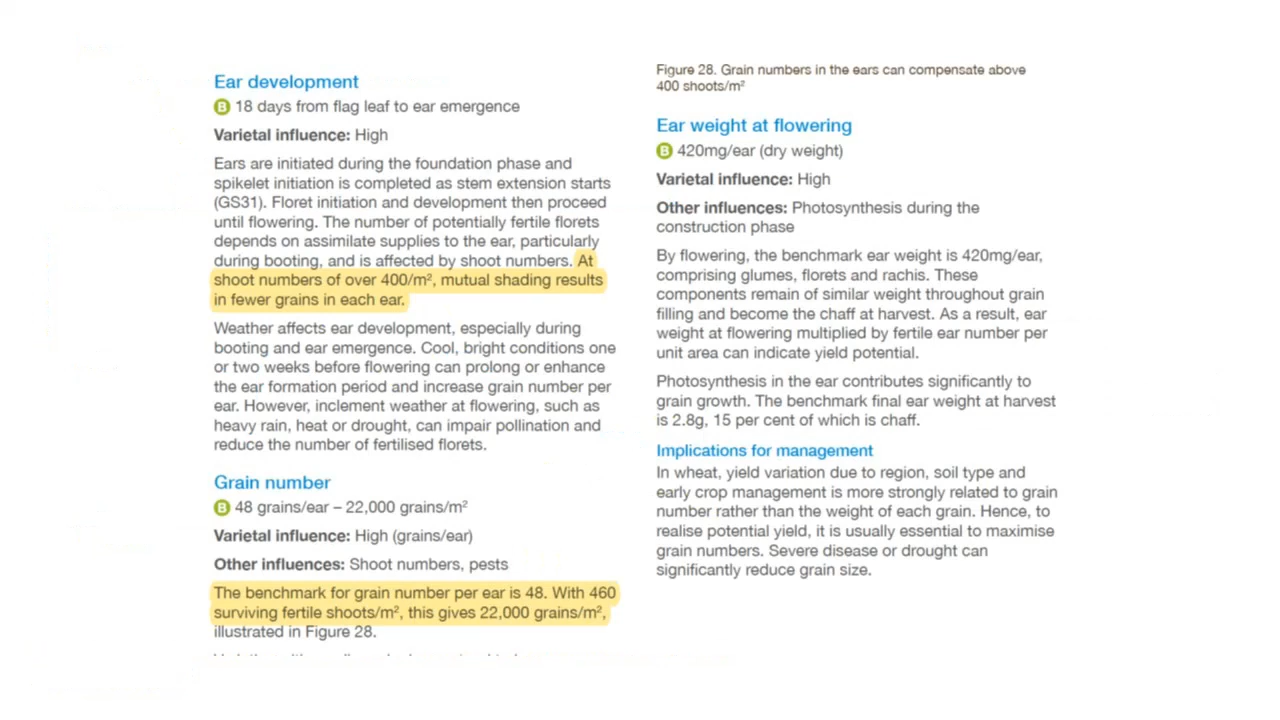 Ear development
B 18 days from flag leaf to ear emergence
Varietal influence: High
Ears are initiated during the foundation phase and
spikelet initiation is completed as stem extension starts
(GS31). Floret initiation and development then proceed
until flowering. The number of potentially fertile florets
depends on assimilate supplies to the ear, particularly
during booting, and is affected by shoot numbers. At
shoot numbers of over 400/m², mutual shading results
in fewer grains in each ear.
Weather affects ear development, especially during
booting and ear emergence. Cool, bright conditions one
or two weeks before flowering can prolong or enhance
the ear formation period and increase grain number per
ear. However, inclement weather at flowering, such as
heavy rain, heat or drought, can impair pollination and
reduce the number of fertilised florets.
Grain number
B 48 grains/ear – 22,000 grains/m²
Varietal influence: High (grains/ear)
Other influences: Shoot numbers, pests
The benchmark for grain number per ear is 48. With 460
surviving fertile shoots/m², this gives 22,000 grains/m²,
illustrated in Figure 28.
Figure 28. Grain numbers in the ears can compensate above
400 shoots/m²
Ear weight at flowering
B 420mg/ear (dry weight)
Varietal influence: High
Other influences: Photosynthesis during the
construction phase
By flowering, the benchmark ear weight is 420mg/ear,
comprising glumes, florets and rachis. These
components remain of similar weight throughout grain
filling and become the chaff at harvest. As a result, ear
weight at flowering multiplied by fertile ear number per
unit area can indicate yield potential.
Photosynthesis in the ear contributes significantly to
grain growth. The benchmark final ear weight at harvest
is 2.8g, 15 per cent of which is chaff.
Implications for management
In wheat, yield variation due to region, soil type and
early crop management is more strongly related to grain
number rather than the weight of each grain. Hence, to
realise potential yield, it is usually essential to maximise
grain numbers. Severe disease or drought can
significantly reduce grain size.